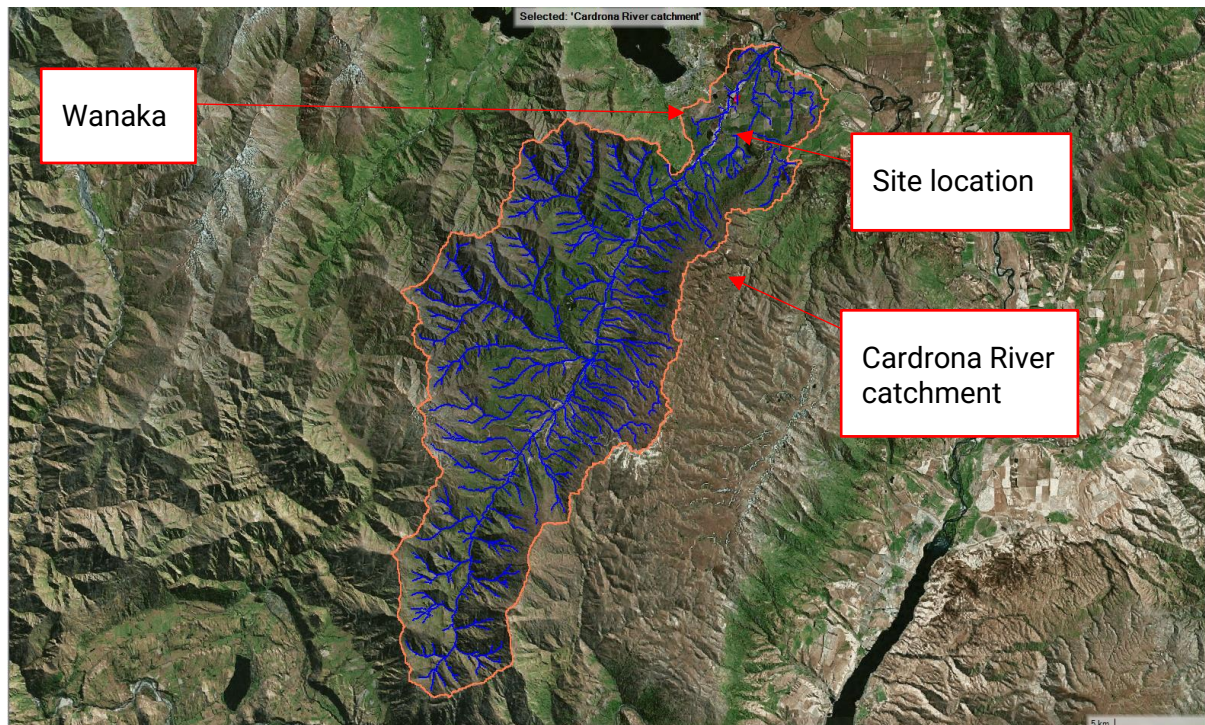 Selected: 'Cardrona River catchment'
Wanaka
Site location
Cardrona River
catchment
5 km